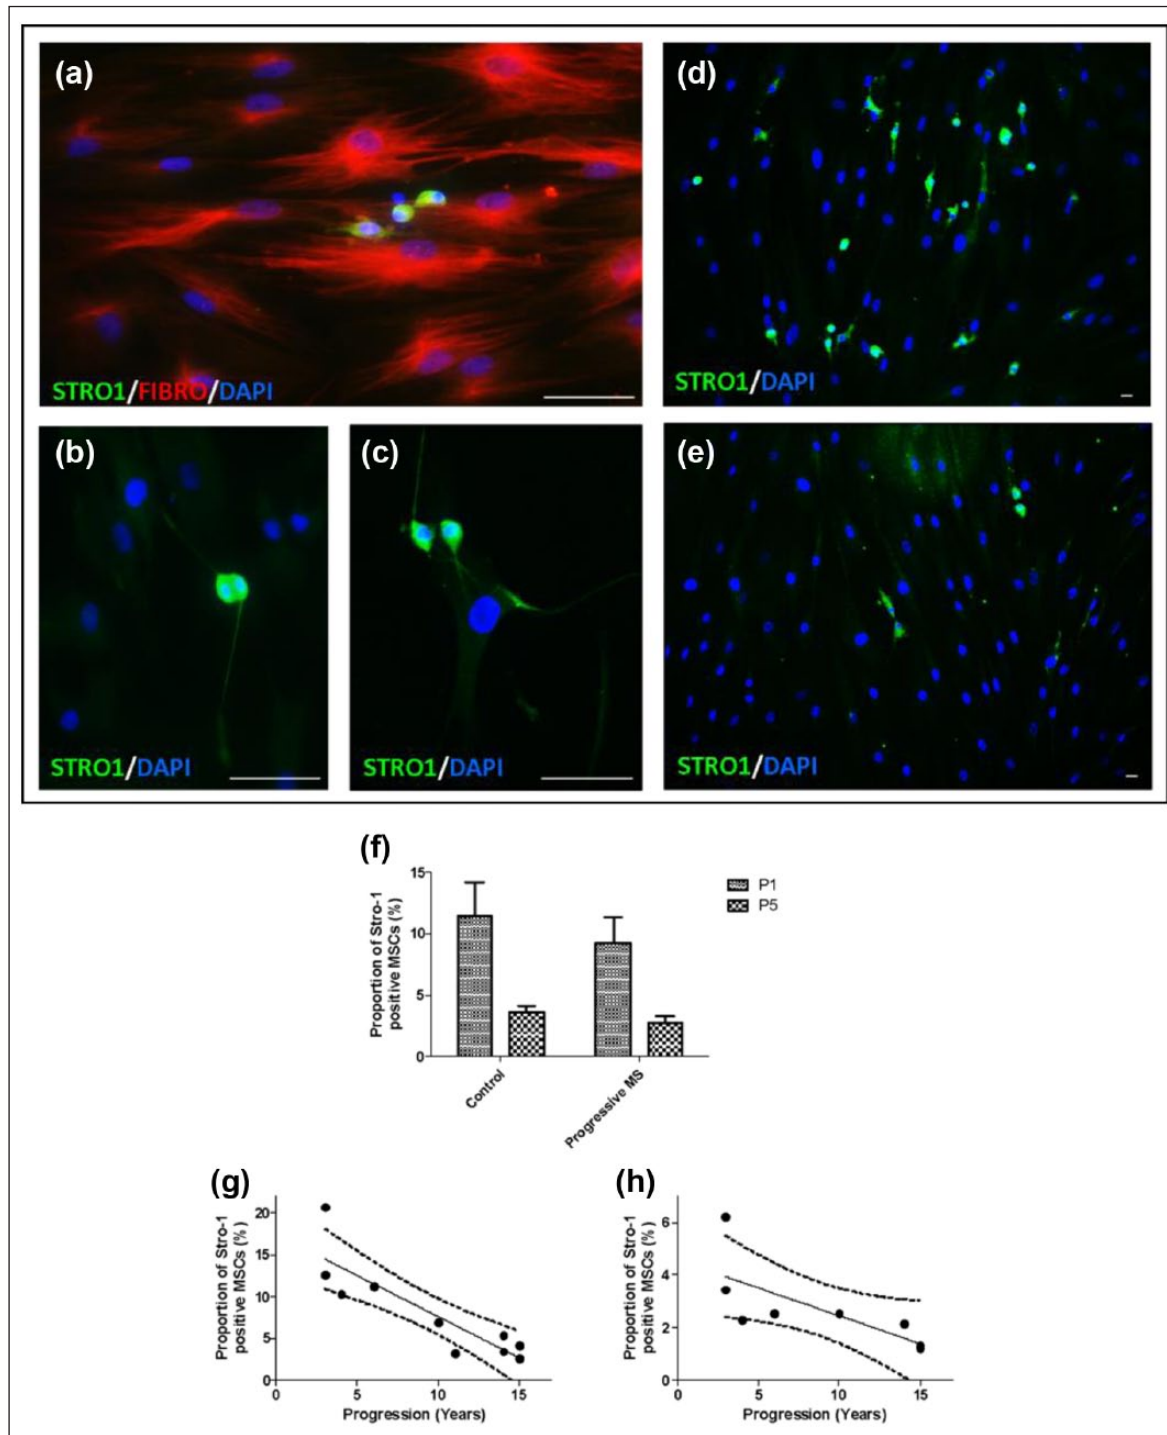 (a)
STRO1/FIBRO/DAPI
(b)
STRO1/DAPI
(c)
STRO1/DAPI
(d)
STRO1/DAPI
(e)
STRO1/DAPI
(f)
Proportion of Stro-1
positive MSCs (%)
15
10
5
0
Control
Progressive MS
P1
P5
(g)
Proportion of Stro-1
positive MSCs (%)
20
15
10
5
0
0 5 10 15
Progression (Years)
(h)
Proportion of Stro-1
positive MSCs (%)
6
4
2
0
0 5 10 15
Progression (Years)